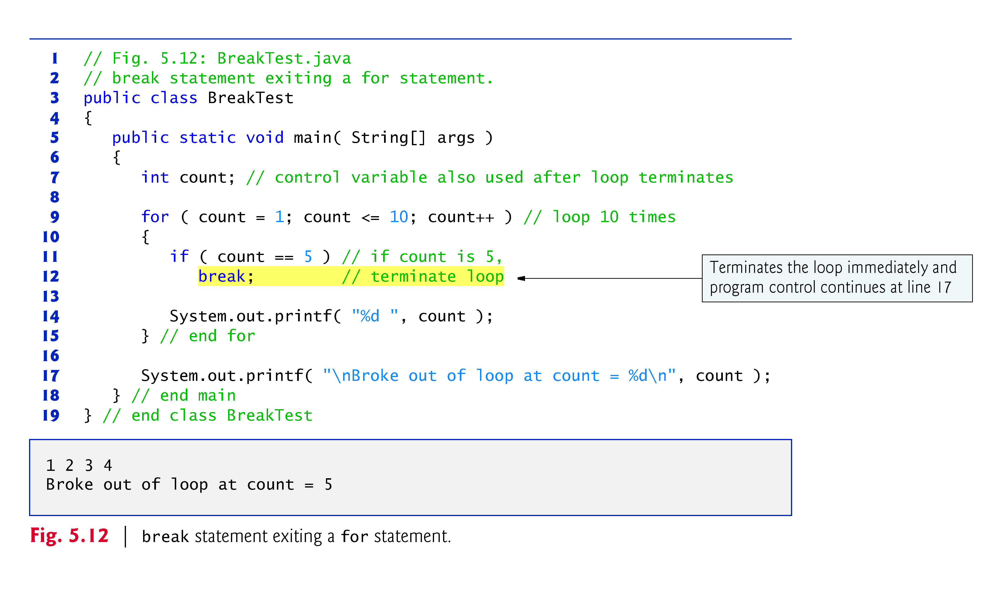 1 // Fig. 5.12: BreakTest.java
2 // break statement exiting a for statement.
3 public class BreakTest
4 {
5    public static void main( String[] args )
6    {
7       int count; // control variable also used after loop terminates
8
9       for ( count = 1; count <= 10; count++ ) // loop 10 times
10       {
11          if ( count == 5 ) // if count is 5,
12             break;         // terminate loop
Terminates the loop immediately and
program control continues at line 17
13
14          System.out.printf( "%d ", count );
15       } // end for
16
17       System.out.printf( "\nBroke out of loop at count = %d\n", count );
18    } // end main
19 } // end class BreakTest
1 2 3 4
Broke out of loop at count = 5
Fig. 5.12 | break statement exiting a for statement.